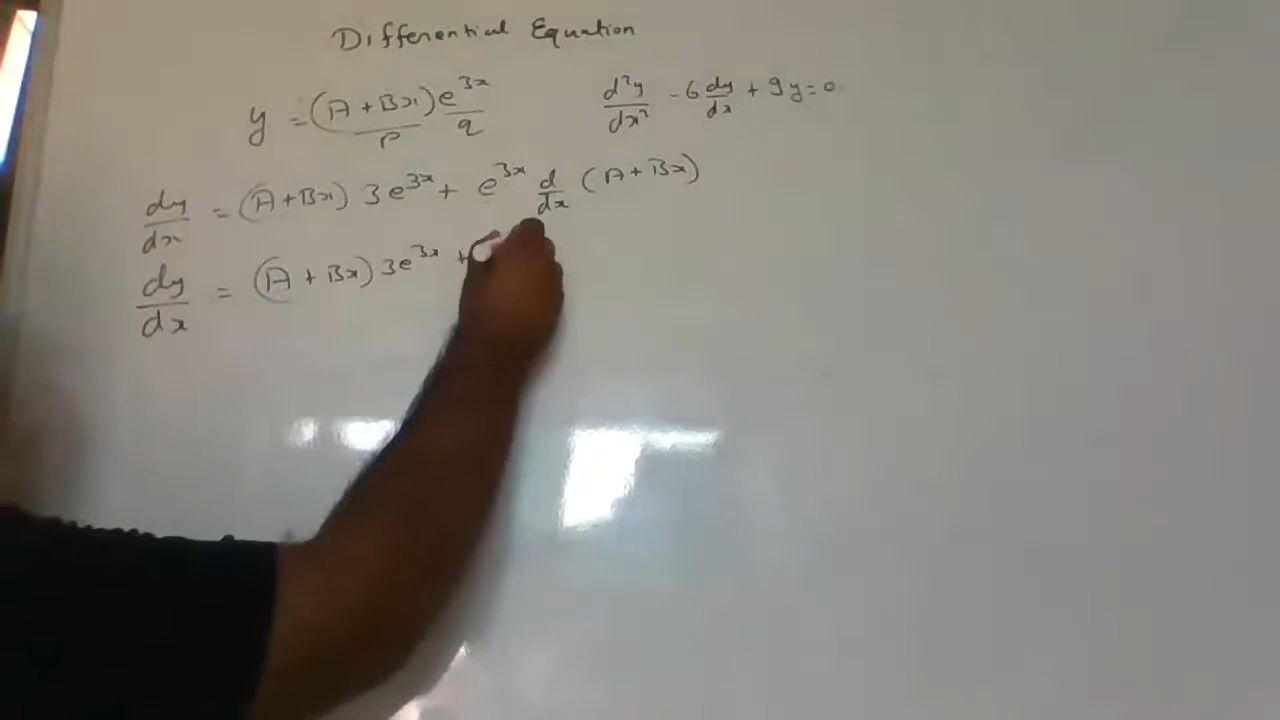 Differential Equation
y = (A + Bx) e^{3x}    d²y/dx² - 6 dy/dx + 9y = 0
P    q
dy/dx = (A + Bx) 3e^{3x} + e^{3x} d/dx (A + Bx)
dy/dx = (A + Bx) 3e^{3x} +